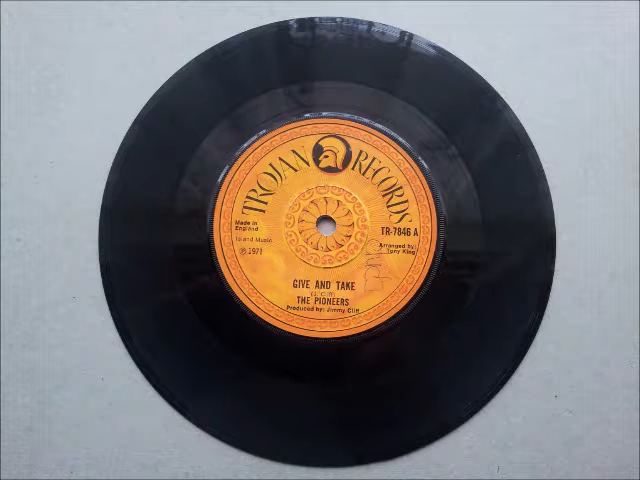 TROJAN RECORDS
Made in
England
TR-7846 A
Island Music
Arranged by:
Tony King
℗ 1971
GIVE AND TAKE
(J. Cliff)
THE PIONEERS
Produced by: Jimmy Cliff